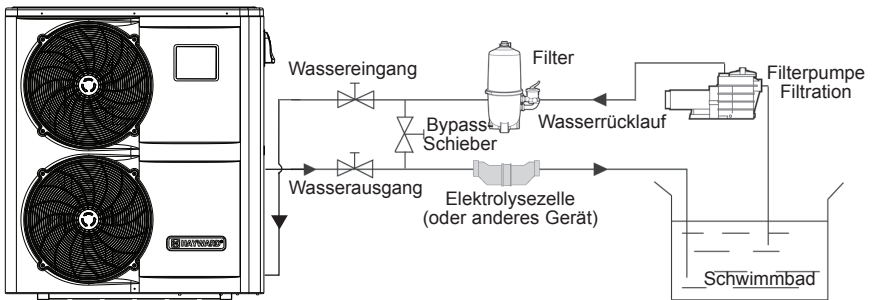 Wassereingang
Filter
Filterpumpe
Filtration
Bypass-
Schieber
Wasserrücklauf
Wasserausgang
Elektrolysezelle
(oder anderes Gerät)
HAYWARD
Schwimmbad